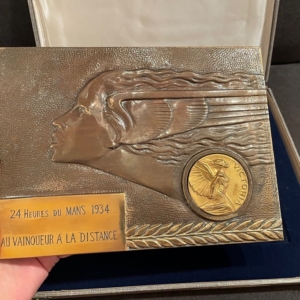 24 HEURES DU MANS 1934
AU VAINQUEUR A LA DISTANCE